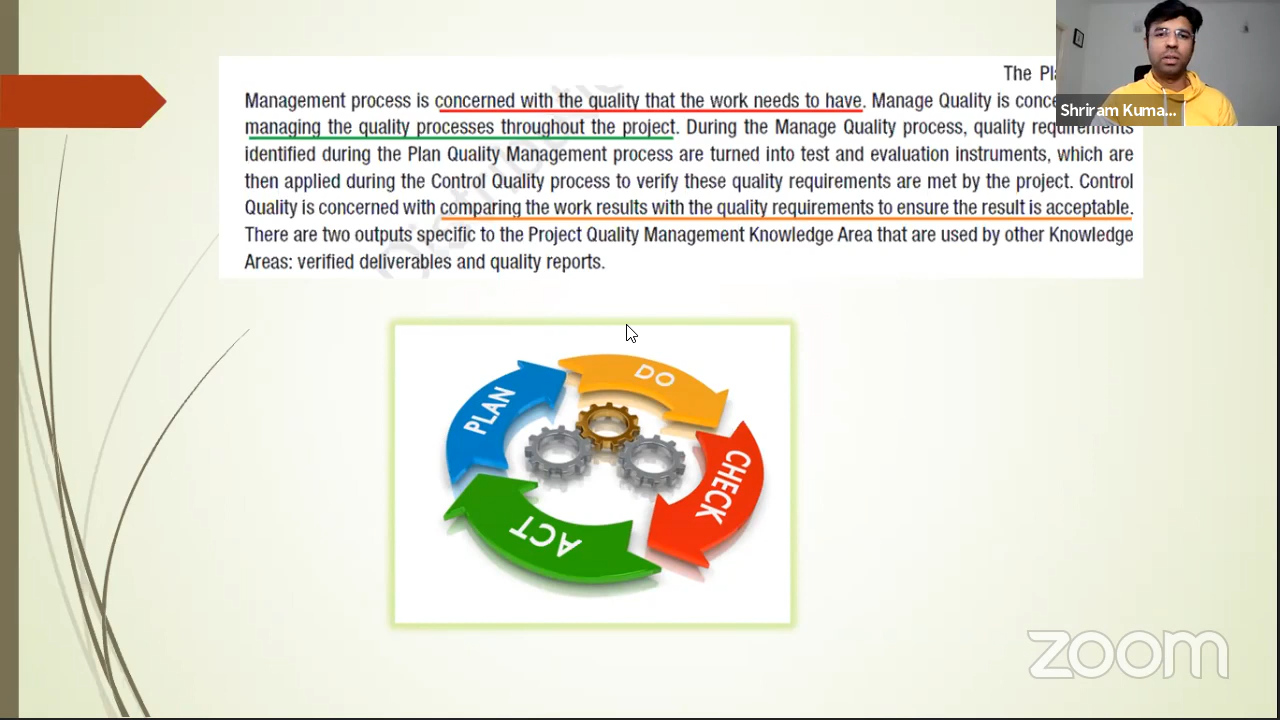 The Pl
Management process is concerned with the quality that the work needs to have. Manage Quality is conce
managing the quality processes throughout the project. During the Manage Quality process, quality requirements
identified during the Plan Quality Management process are turned into test and evaluation instruments, which are
then applied during the Control Quality process to verify these quality requirements are met by the project. Control
Quality is concerned with comparing the work results with the quality requirements to ensure the result is acceptable.
There are two outputs specific to the Project Quality Management Knowledge Area that are used by other Knowledge
Areas: verified deliverables and quality reports.
Shriram Kuma...
PLAN
DO
CHECK
ACT
zoom